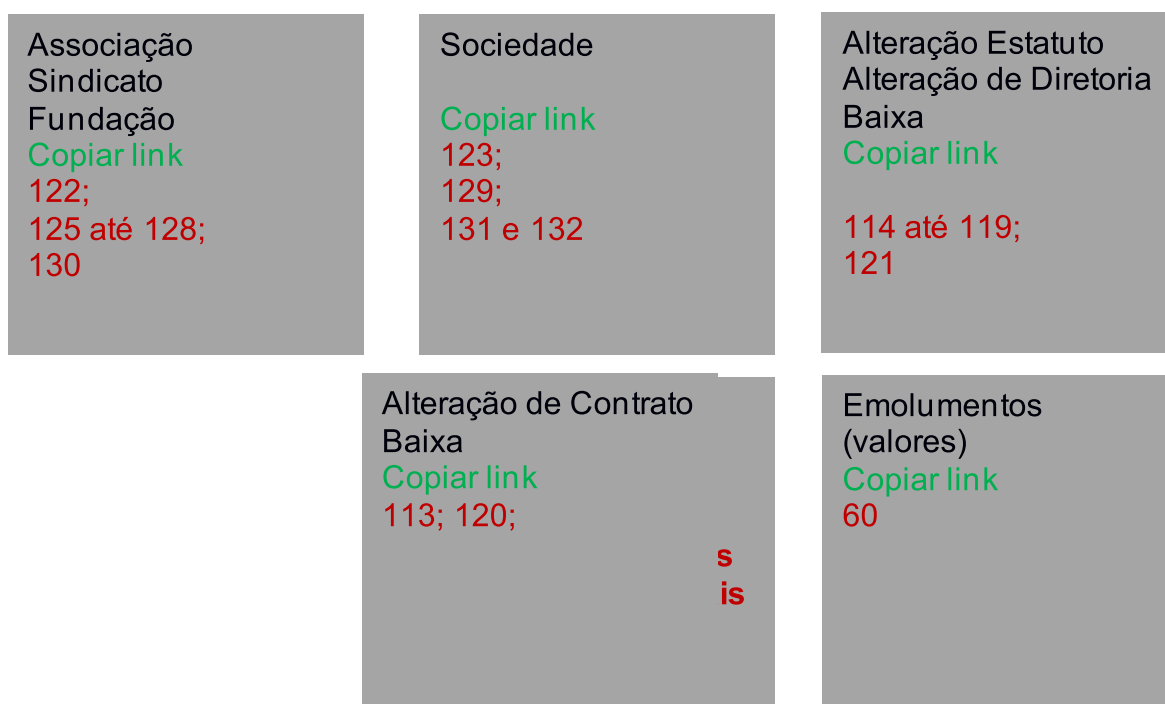 Associação
Sindicato
Fundação
Copiar link
122;
125 até 128;
130
Sociedade
Copiar link
123;
129;
131 e 132
Alteração Estatuto
Alteração de Diretoria
Baixa
Copiar link
114 até 119;
121
Alteração de Contrato
Baixa
Copiar link
113; 120;
s
is
Emolumentos
(valores)
Copiar link
60